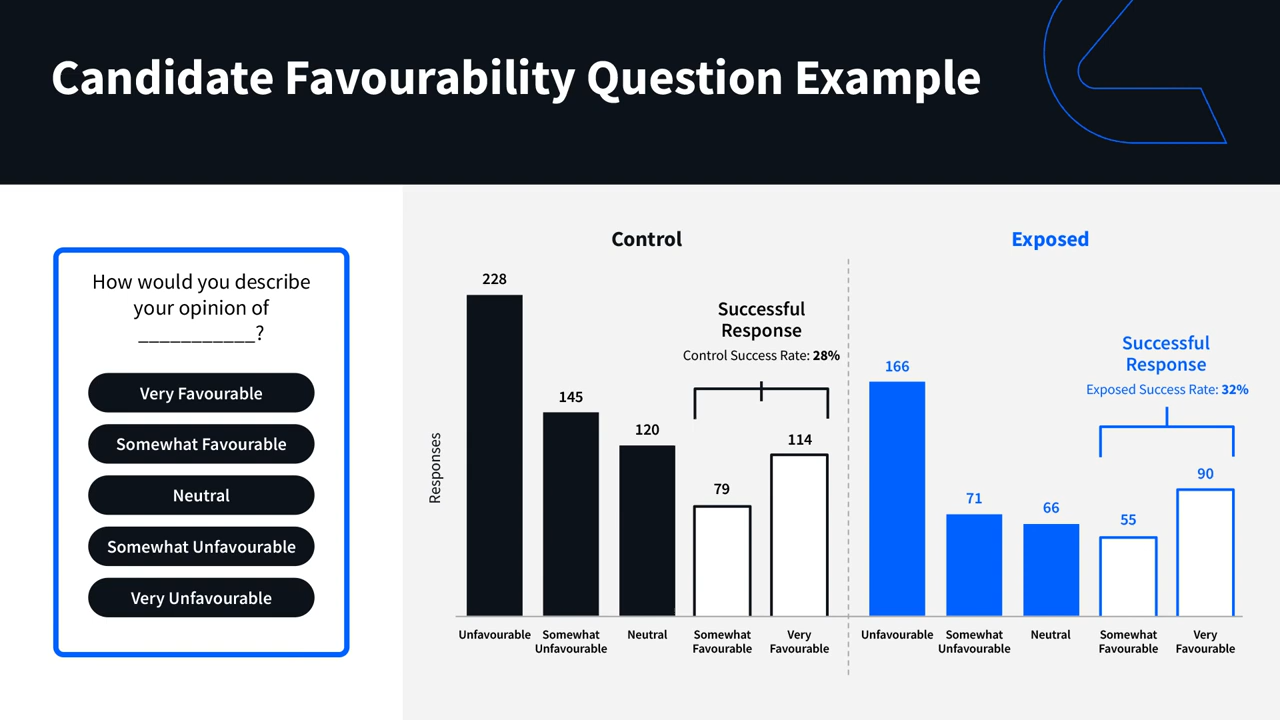 Candidate Favourability Question Example
How would you describe
your opinion of
___________?
Very Favourable
Somewhat Favourable
Neutral
Somewhat Unfavourable
Very Unfavourable
Control
Responses
228
145
120
79
114
Successful
Response
Control Success Rate: 28%
Unfavourable
Somewhat
Unfavourable
Neutral
Somewhat
Favourable
Very
Favourable
Exposed
166
71
66
55
90
Successful
Response
Exposed Success Rate: 32%
Unfavourable
Somewhat
Unfavourable
Neutral
Somewhat
Favourable
Very
Favourable